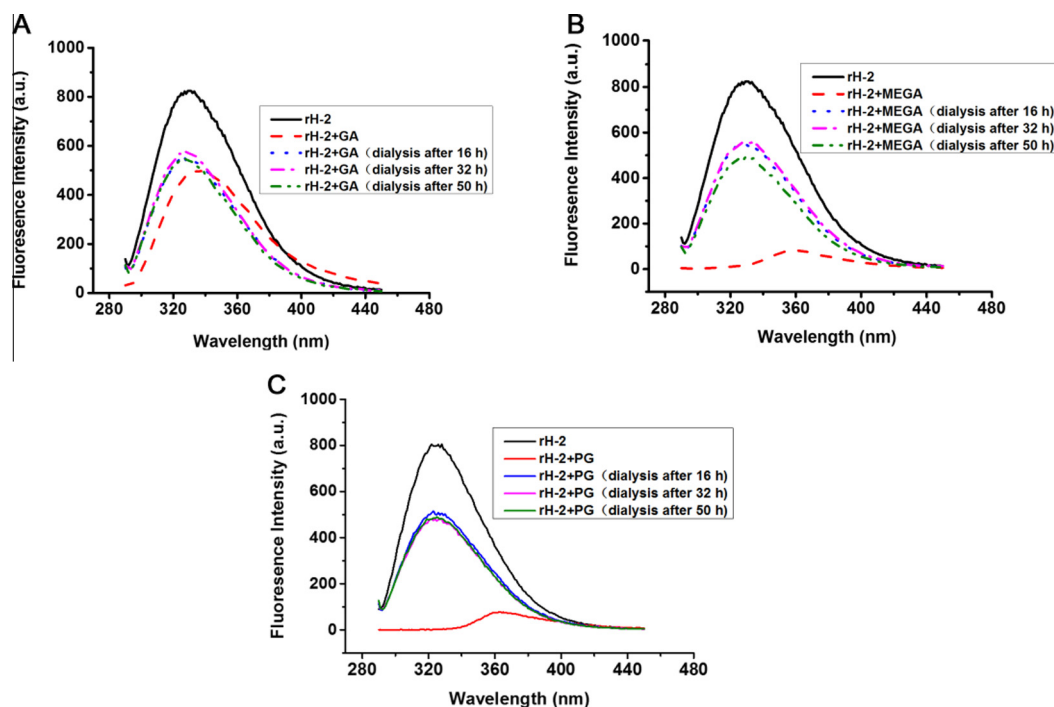 A
1000
800
600
400
200
0
Fluoresence Intensity (a.u.)
rH-2
rH-2+GA
rH-2+GA（dialysis after 16 h）
rH-2+GA（dialysis after 32 h）
rH-2+GA（dialysis after 50 h）
280 320 360 400 440 480
Wavelength (nm)
B
1000
800
600
400
200
0
Fluoresence Intensity (a.u.)
rH-2
rH-2+MEGA
rH-2+MEGA（dialysis after 16 h）
rH-2+MEGA（dialysis after 32 H）
rH-2+MEGA（dialysis after 50 h）
280 320 360 400 440 480
Wavelength (nm)
C
1000
800
600
400
200
0
Fluoresence Intensity (a.u.)
rH-2
rH-2+PG
rH-2+PG（dialysis after 16 h）
rH-2+PG（dialysis after 32 h）
rH-2+PG（dialysis after 50 h）
280 320 360 400 440 480
Wavelength (nm)